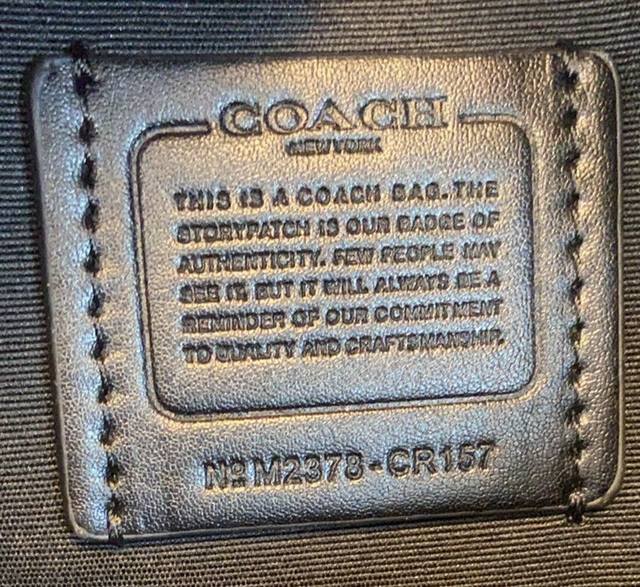 COACH
NEW YORK
THIS IS A COACH BAG. THE
STORYPATCH IS OUR BADGE OF
AUTHENTICITY. FEW PEOPLE MAY
SEE IT, BUT IT WILL ALWAYS BE A
REMINDER OF OUR COMMITMENT
TO QUALITY AND CRAFTSMANSHIP.
Nº M2378-CR157